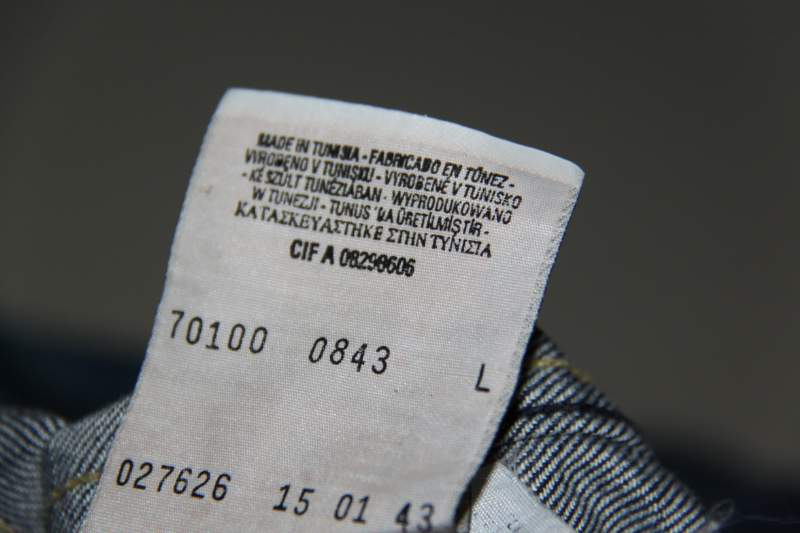 MADE IN TUNISIA - FABRICADO EN TÚNEZ -
VYROBENO V TUNISKU - VYROBENÉ V TUNISKO
- KÉSZÜLT TUNÉZIÁBAN - WYPRODUKOWANO
W TUNEZJI - TUNUS 'DA ÜRETİLMİŞTİR -
ΚΑΤΑΣΚΕΥΑΣΤΗΚΕ ΣΤΗΝ ΤΥΝΙΣΙΑ
CIF A 08298606
70100 0843 L
027626 15 01 43